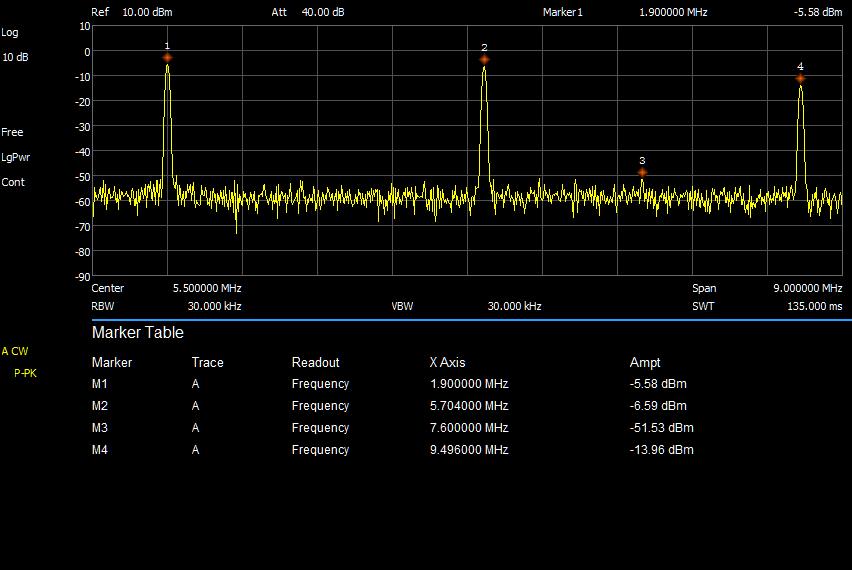 Ref 10.00 dBm Att 40.00 dB Marker1 1.900000 MHz -5.58 dBm
Log
10 dB
Free
LgPwr
Cont
10
0
-10
-20
-30
-40
-50
-60
-70
-80
-90
1
2
3
4
Center 5.500000 MHz Span 9.000000 MHz
RBW 30.000 kHz VBW 30.000 kHz SWT 135.000 ms
A CW
P-PK
Marker Table
Marker Trace Readout X Axis Ampt
M1 A Frequency 1.900000 MHz -5.58 dBm
M2 A Frequency 5.704000 MHz -6.59 dBm
M3 A Frequency 7.600000 MHz -51.53 dBm
M4 A Frequency 9.496000 MHz -13.96 dBm